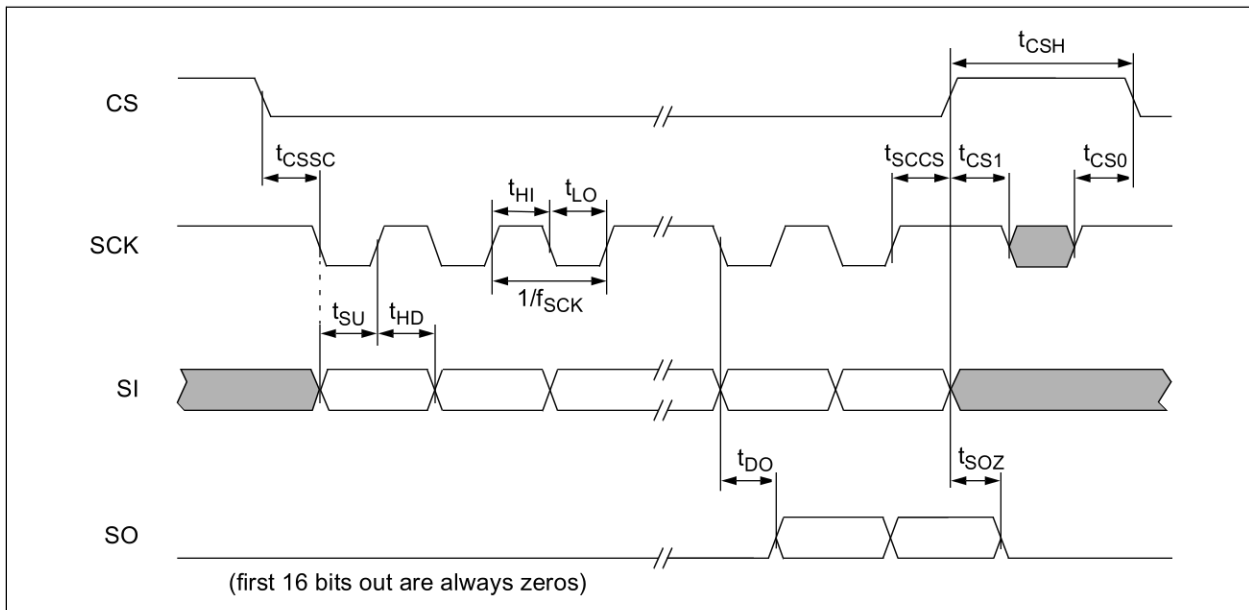 tCSH
CS
tCSSC
tSCCS
tCS1
tCS0
tHI
tLO
SCK
1/fSCK
tSU
tHD
SI
tDO
tSOZ
SO
(first 16 bits out are always zeros)